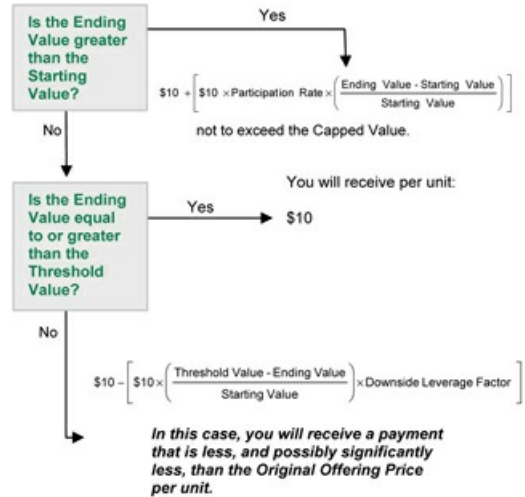 Is the Ending
Value greater
than the
Starting
Value?
Yes
$10 + [ $10 × Participation Rate × ( Ending Value - Starting Value / Starting Value ) ]
not to exceed the Capped Value.
No
Is the Ending
Value equal
to or greater
than the
Threshold
Value?
Yes
You will receive per unit:
$10
No
$10 – [ $10 × ( Threshold Value - Ending Value / Starting Value ) × Downside Leverage Factor ]
In this case, you will receive a payment
that is less, and possibly significantly
less, than the Original Offering Price
per unit.